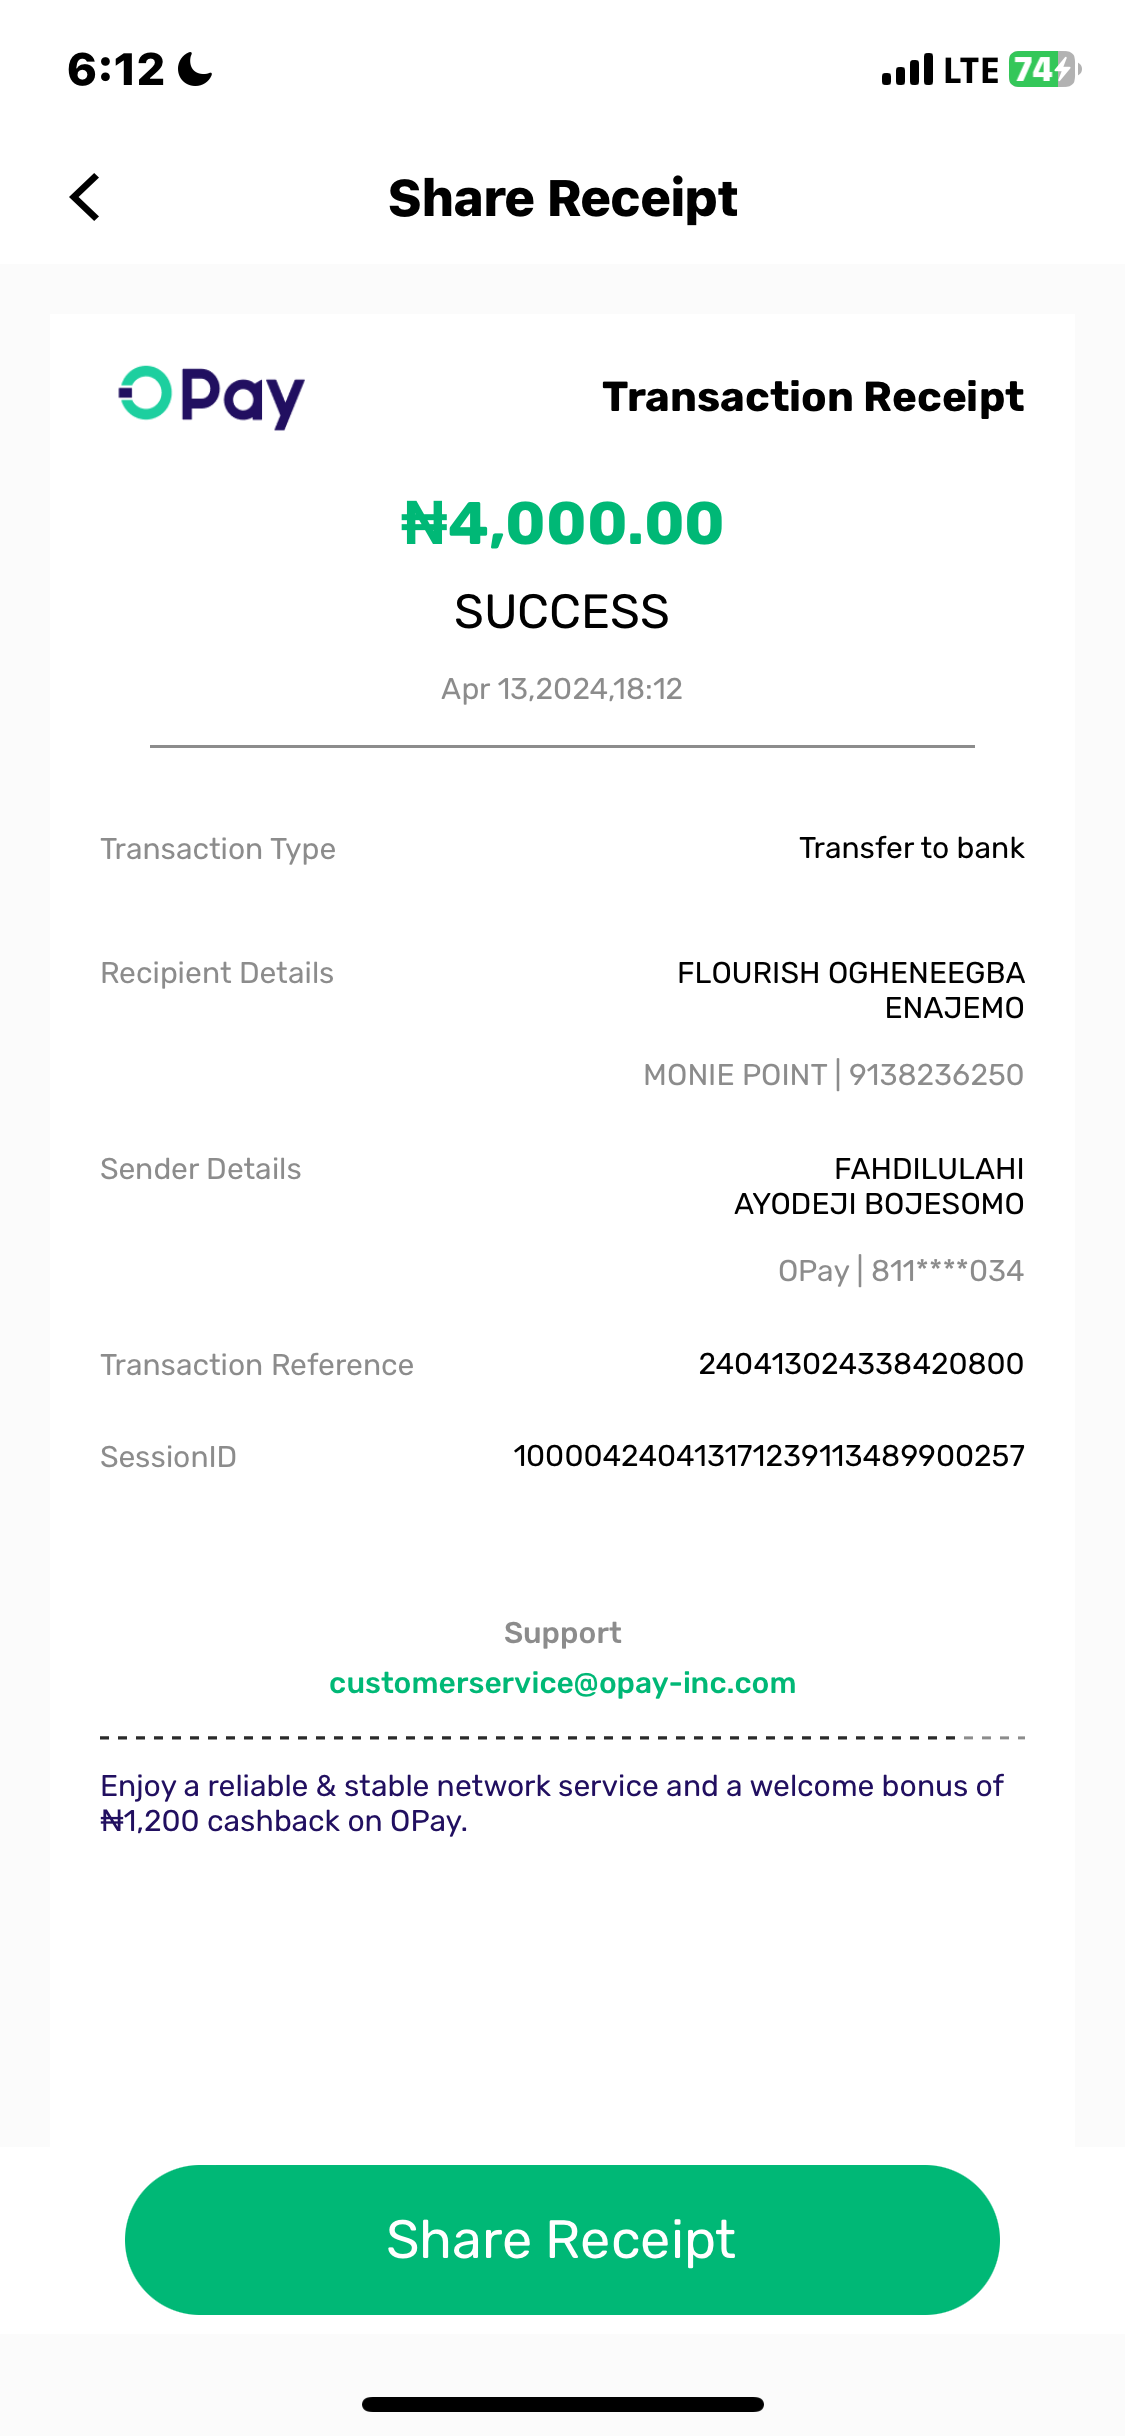 6:12
LTE 74
Share Receipt
OPay
Transaction Receipt
₦4,000.00
SUCCESS
Apr 13,2024,18:12
Transaction Type
Transfer to bank
Recipient Details
FLOURISH OGHENEEGBA
ENAJEMO
MONIE POINT | 9138236250
Sender Details
FAHDILULAHI
AYODEJI BOJESOMO
OPay | 811****034
Transaction Reference
240413024338420800
SessionID
100004240413171239113489900257
Support
customerservice@opay-inc.com
Enjoy a reliable & stable network service and a welcome bonus of
₦1,200 cashback on OPay.
Share Receipt